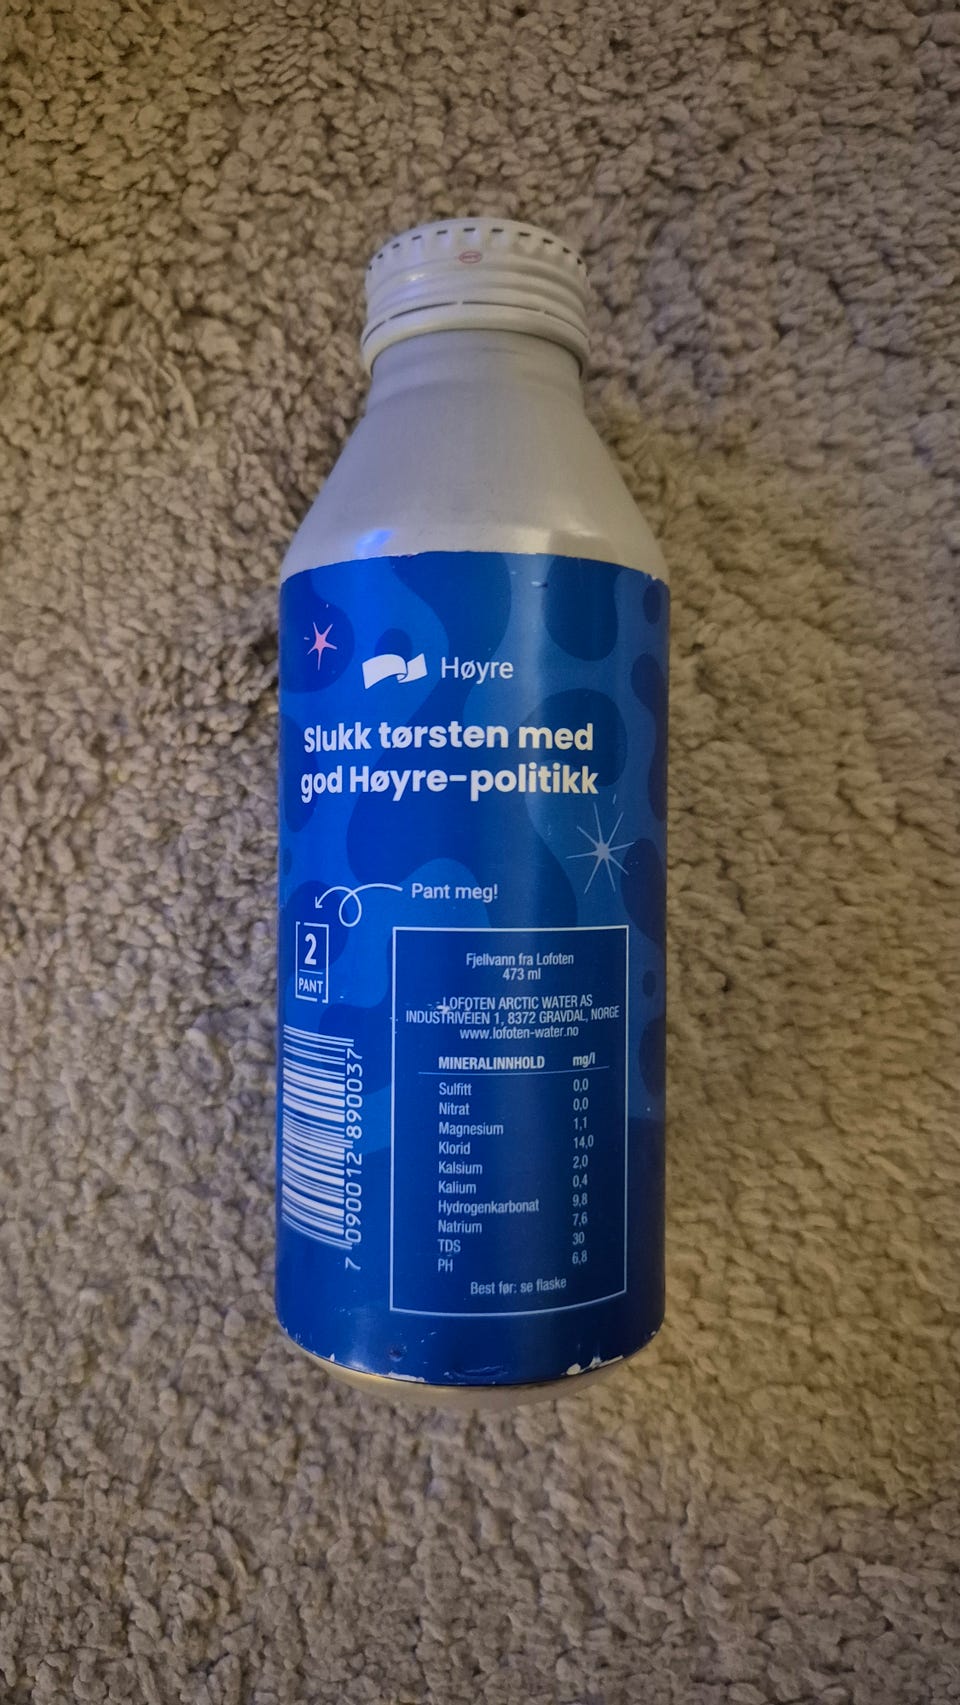 Høyre
Slukk tørsten med
god Høyre-politikk
Pant meg!
2
PANT
Fjellvann fra Lofoten
473 ml
LOFOTEN ARCTIC WATER AS
INDUSTRIVEIEN 1, 8372 GRAVDAL, NORGE
www.lofoten-water.no
MINERALINNHOLD mg/l
Sulfitt 0,0
Nitrat 0,0
Magnesium 1,1
Klorid 14,0
Kalsium 2,0
Kalium 0,4
Hydrogenkarbonat 9,8
Natrium 7,6
TDS 30
PH 6,8
Best før: se flaske
7 090012 890037